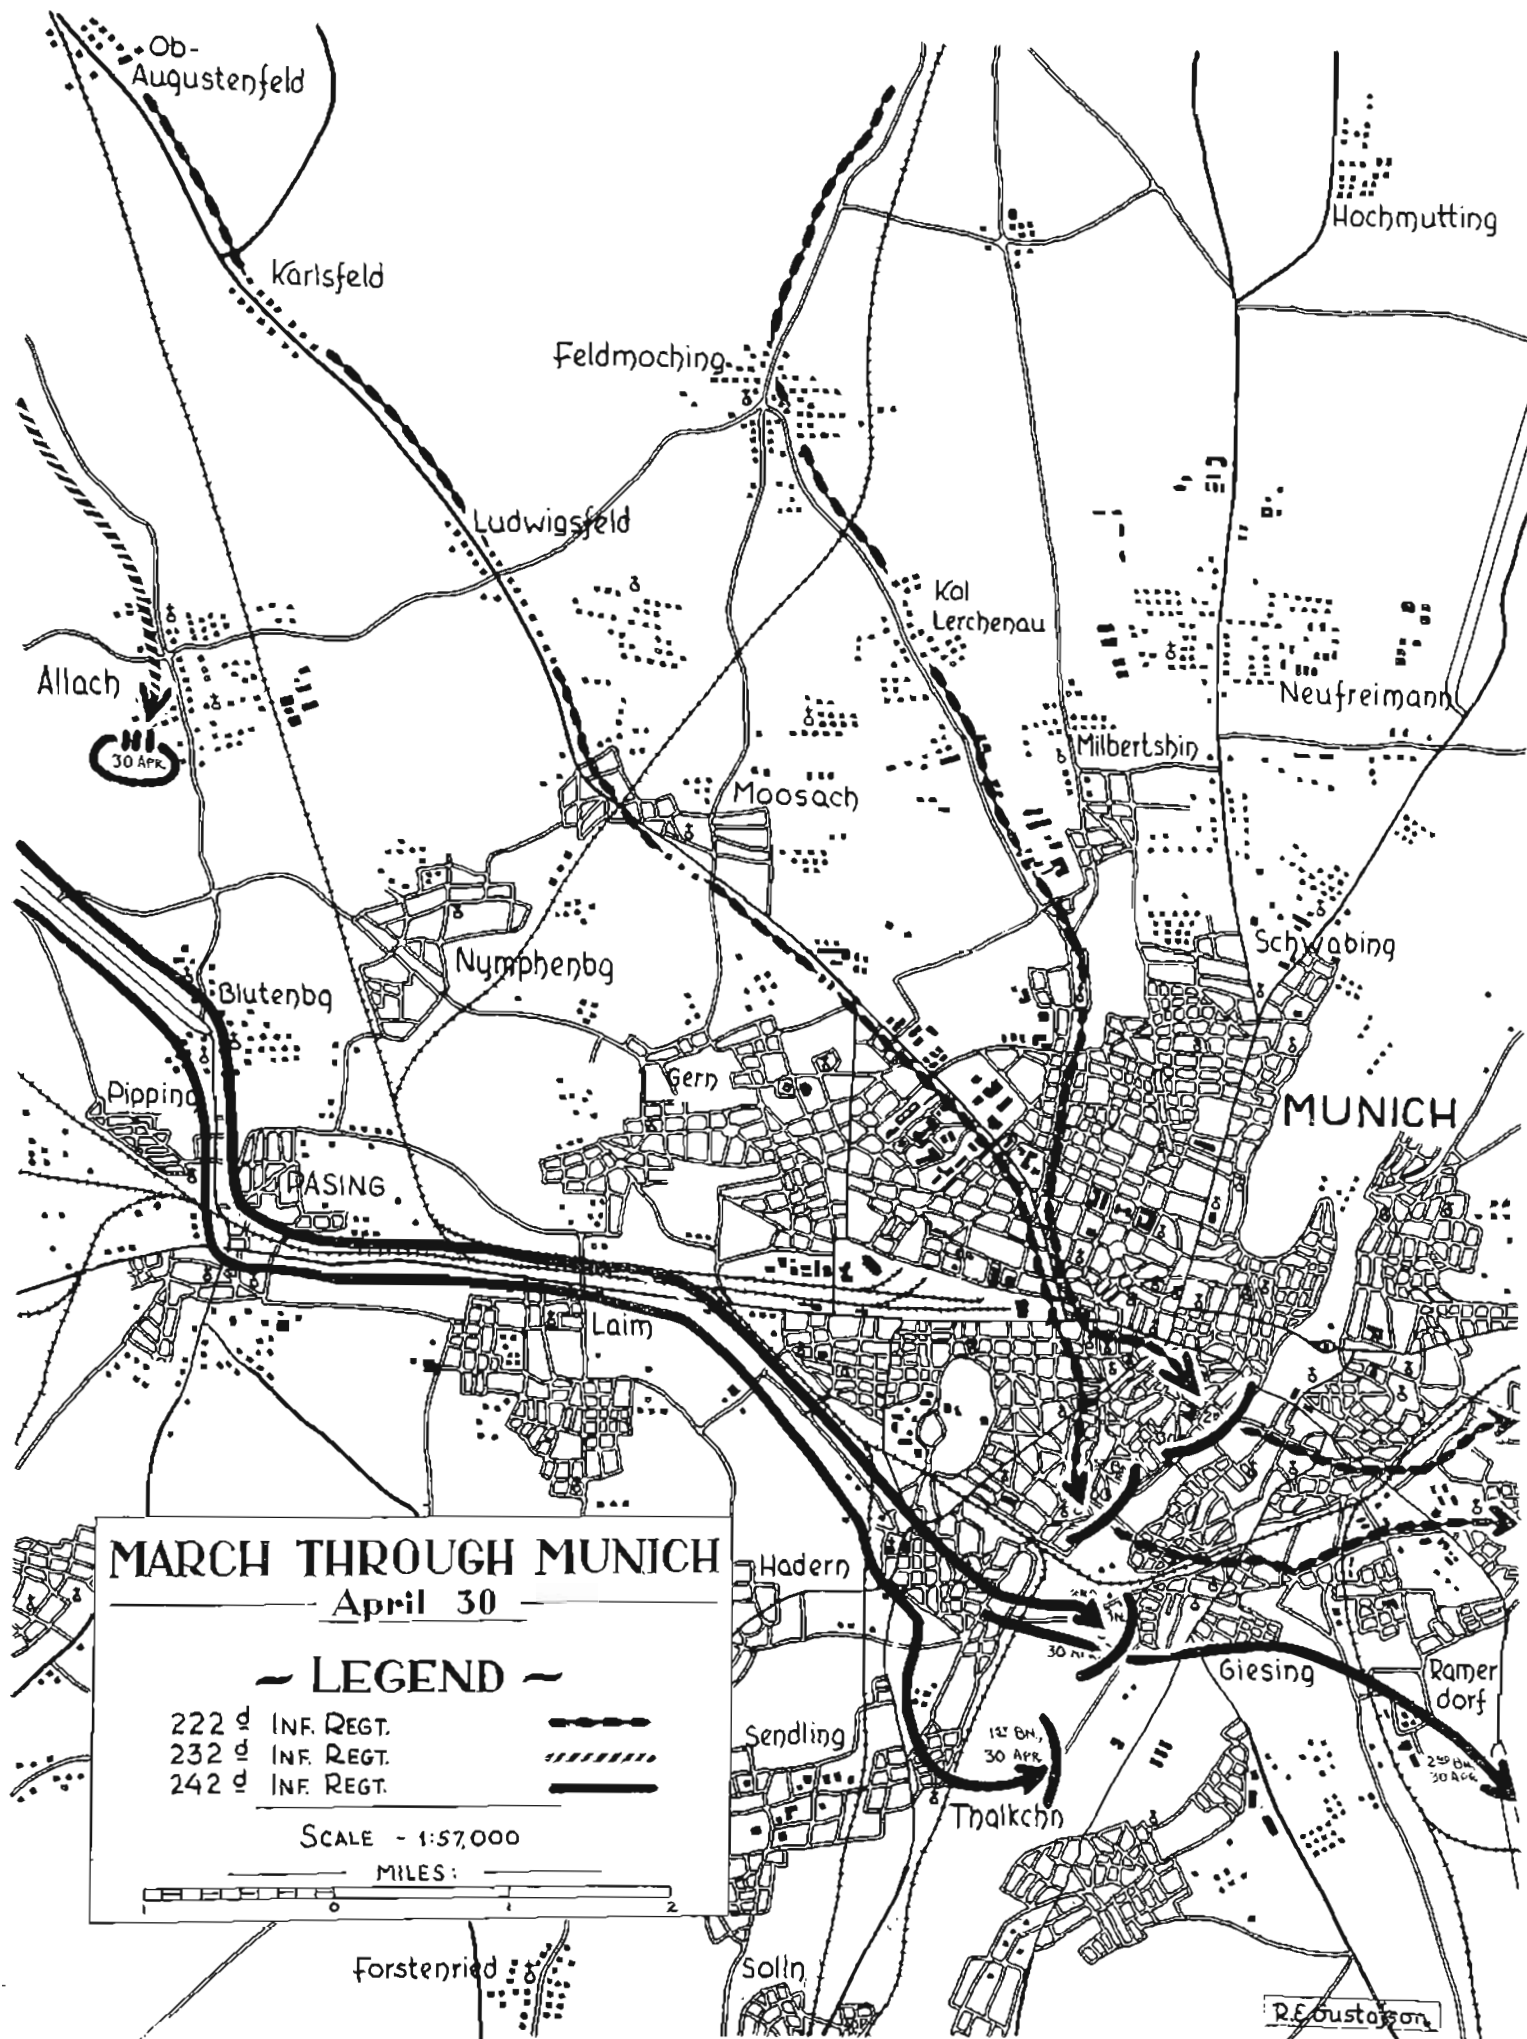 Ob-
Augustenfeld
Karlsfeld
Hochmutting
Feldmoching
Ludwigsfeld
Kol
Lerchenau
Allach
30 APR.
Neufreimann
Milbertshin
Moosach
Schwabing
Nymphenbg
Blutenbg
Gern
Pipping
MUNICH
PASING
Laim
Hadern
30 APR.
Giesing
Ramer
dorf
Sendling
1ST BN.,
30 APR
2ND BN.
30 APR
Thalkchn
MARCH THROUGH MUNICH
April 30
~ LEGEND ~
222 d INF. REGT.
232 d INF. REGT.
242 d INF. REGT.
SCALE - 1:57,000
MILES:
1 0 1 2
Forstenried
Solln
R.E. Gustafson